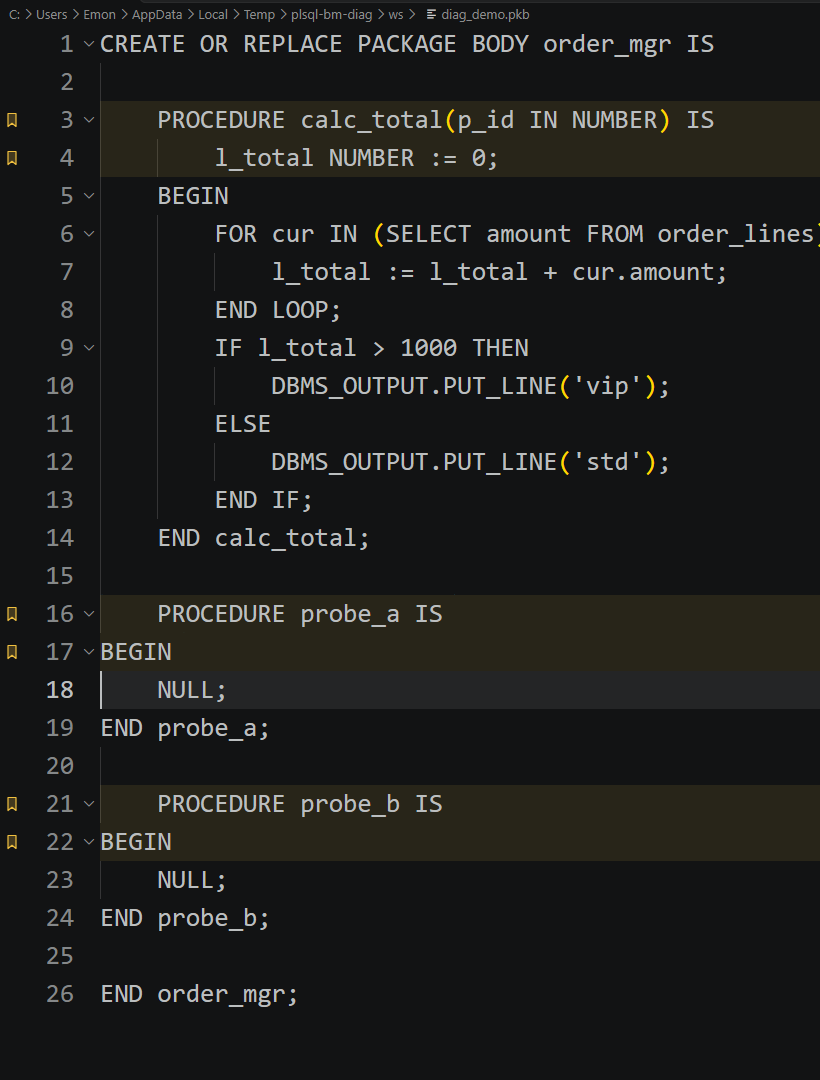 C: > Users > Emon > AppData > Local > Temp > plsql-bm-diag > ws > diag_demo.pkb
1 CREATE OR REPLACE PACKAGE BODY order_mgr IS
2
3     PROCEDURE calc_total(p_id IN NUMBER) IS
4         l_total NUMBER := 0;
5     BEGIN
6         FOR cur IN (SELECT amount FROM order_lines)
7             l_total := l_total + cur.amount;
8         END LOOP;
9         IF l_total > 1000 THEN
10             DBMS_OUTPUT.PUT_LINE('vip');
11         ELSE
12             DBMS_OUTPUT.PUT_LINE('std');
13         END IF;
14     END calc_total;
15
16     PROCEDURE probe_a IS
17 BEGIN
18     NULL;
19 END probe_a;
20
21     PROCEDURE probe_b IS
22 BEGIN
23     NULL;
24 END probe_b;
25
26 END order_mgr;